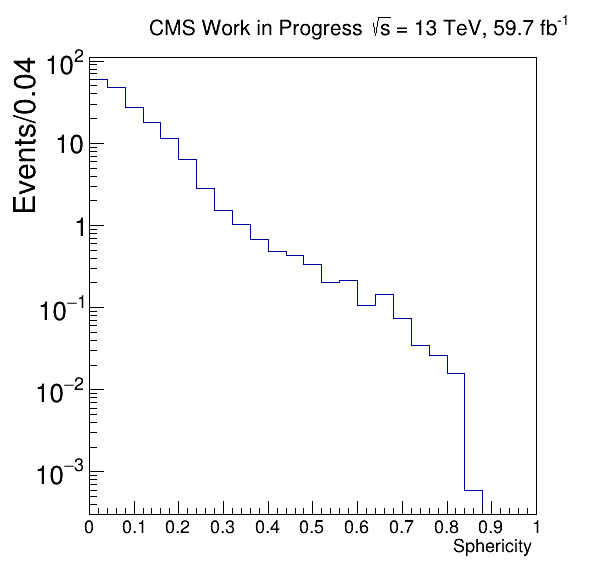 CMS Work in Progress √s = 13 TeV, 59.7 fb⁻¹
Events/0.04
10²
10
1
10⁻¹
10⁻²
10⁻³
0 0.1 0.2 0.3 0.4 0.5 0.6 0.7 0.8 0.9 1
Sphericity